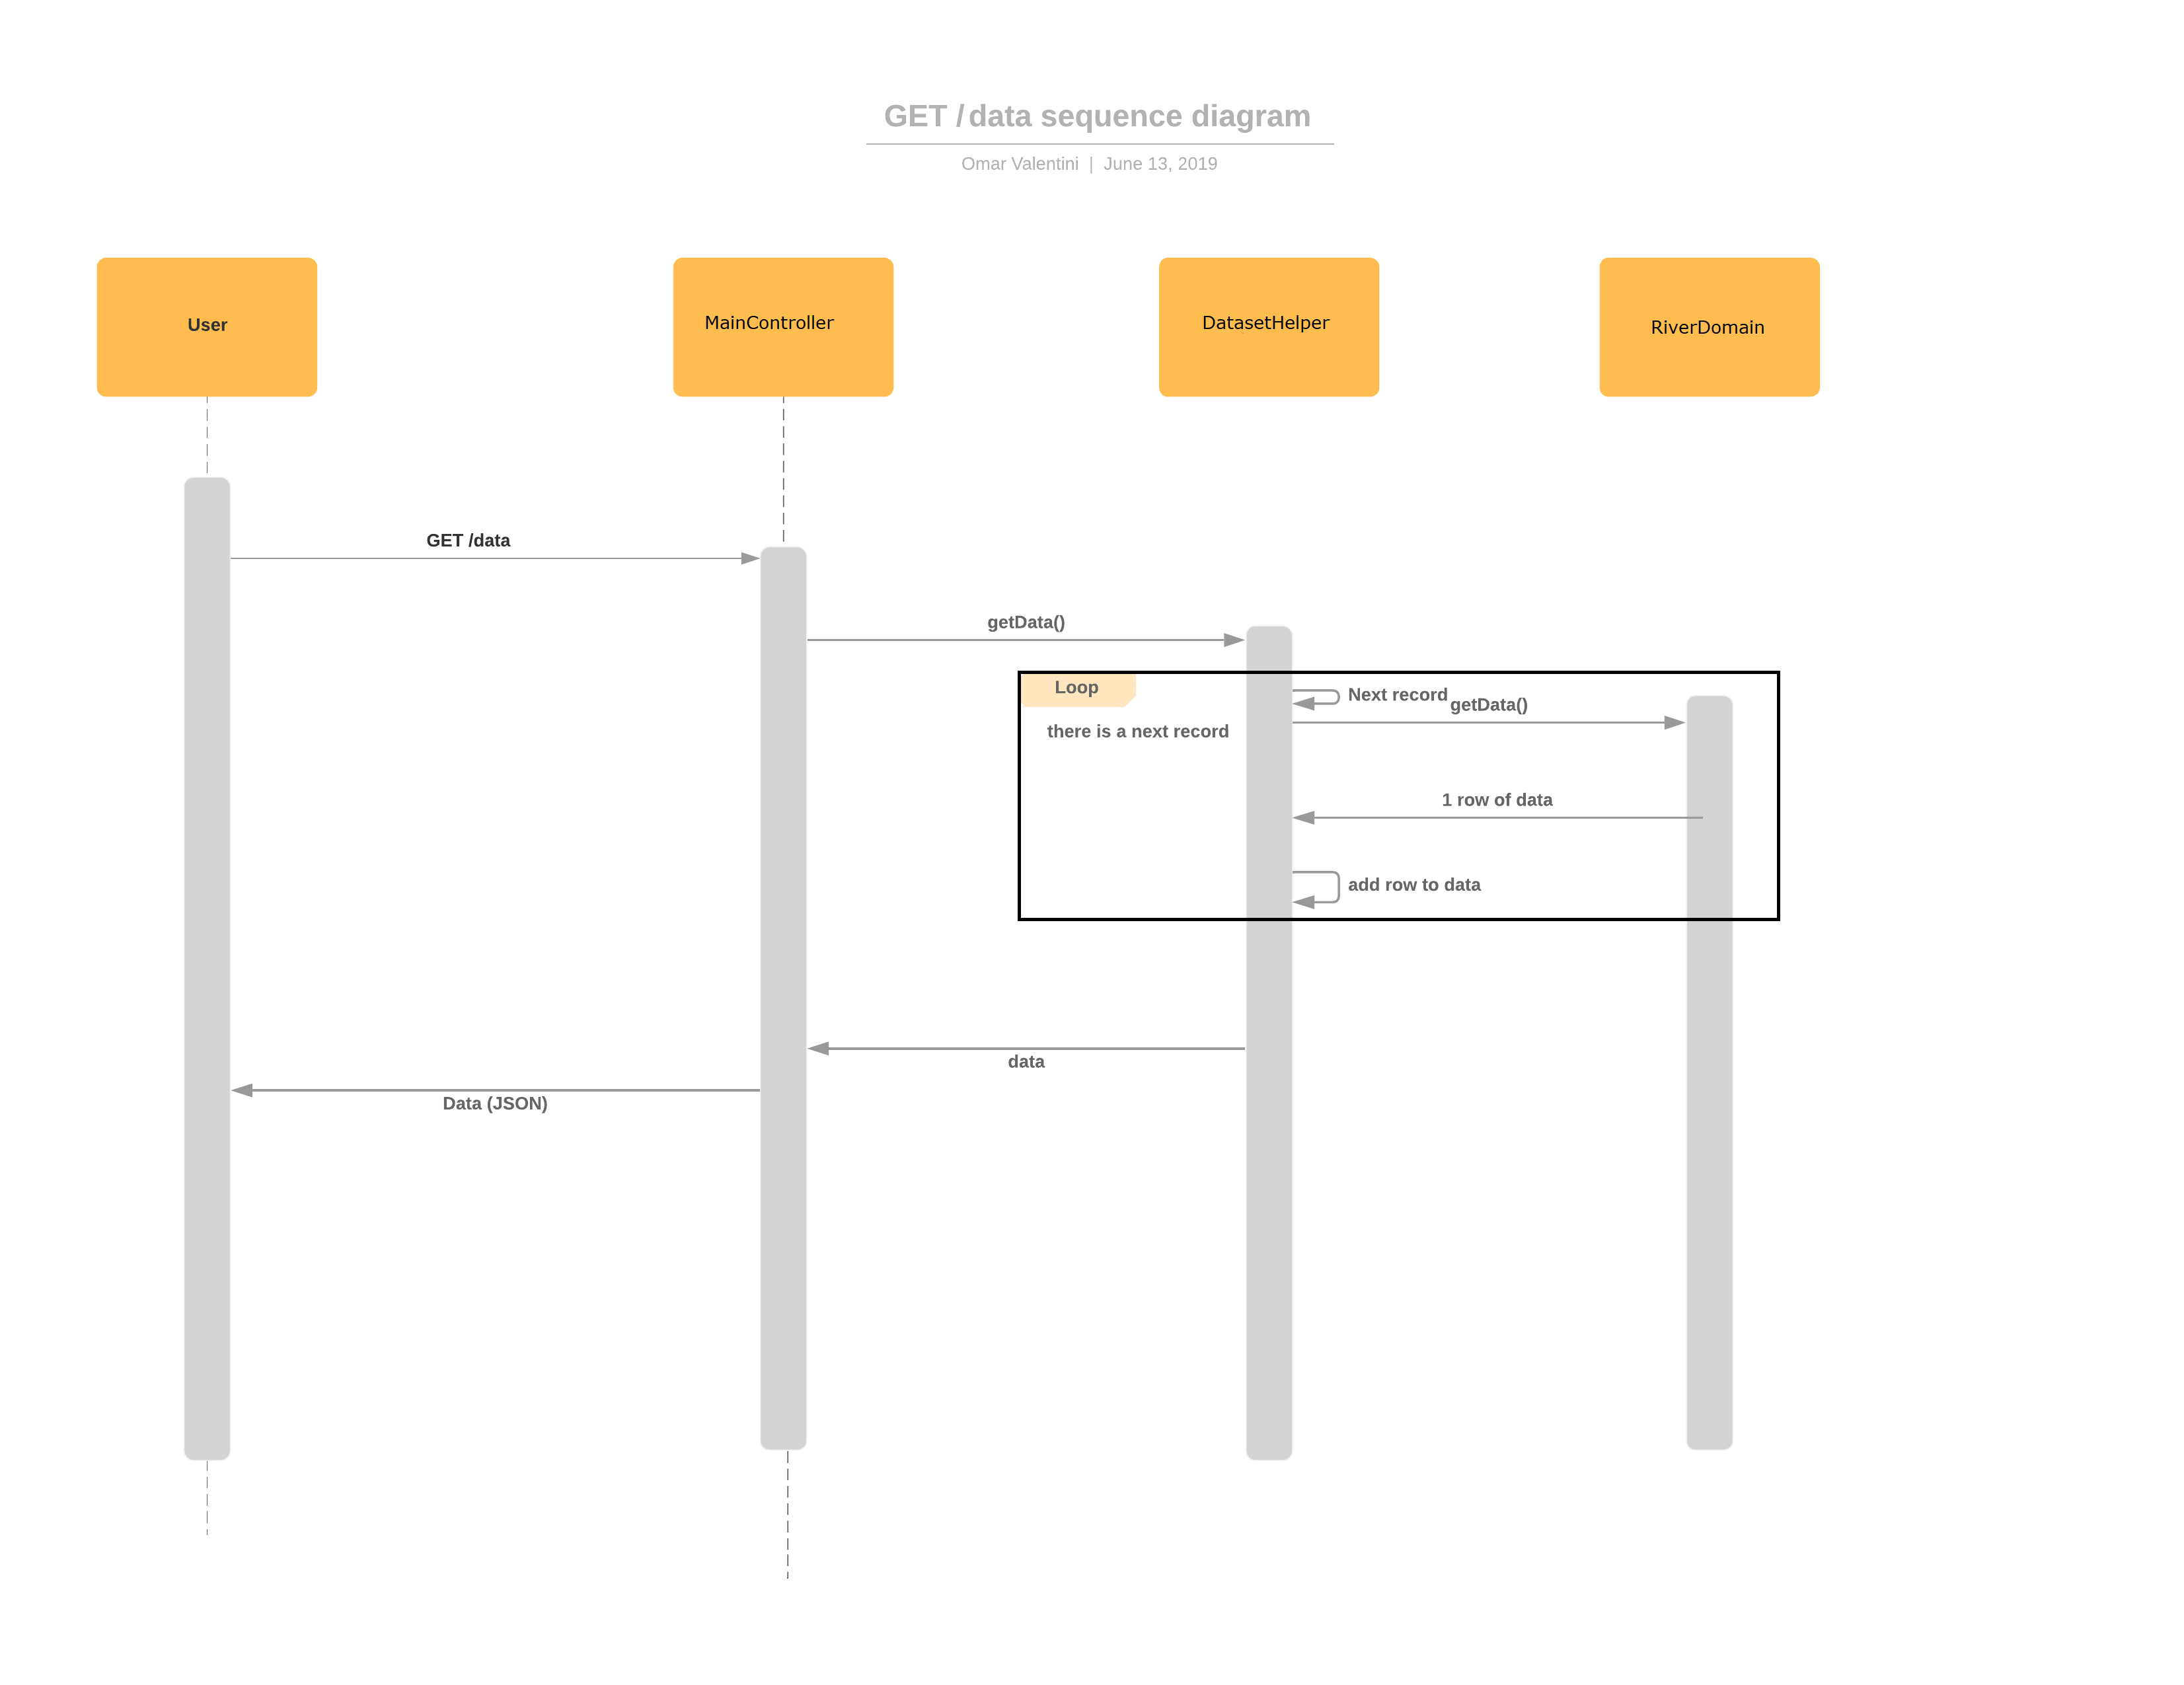 GET / data sequence diagram
Omar Valentini | June 13, 2019
User
MainController
DatasetHelper
RiverDomain
GET /data
getData()
Loop
Next record
getData()
there is a next record
1 row of data
add row to data
data
Data (JSON)